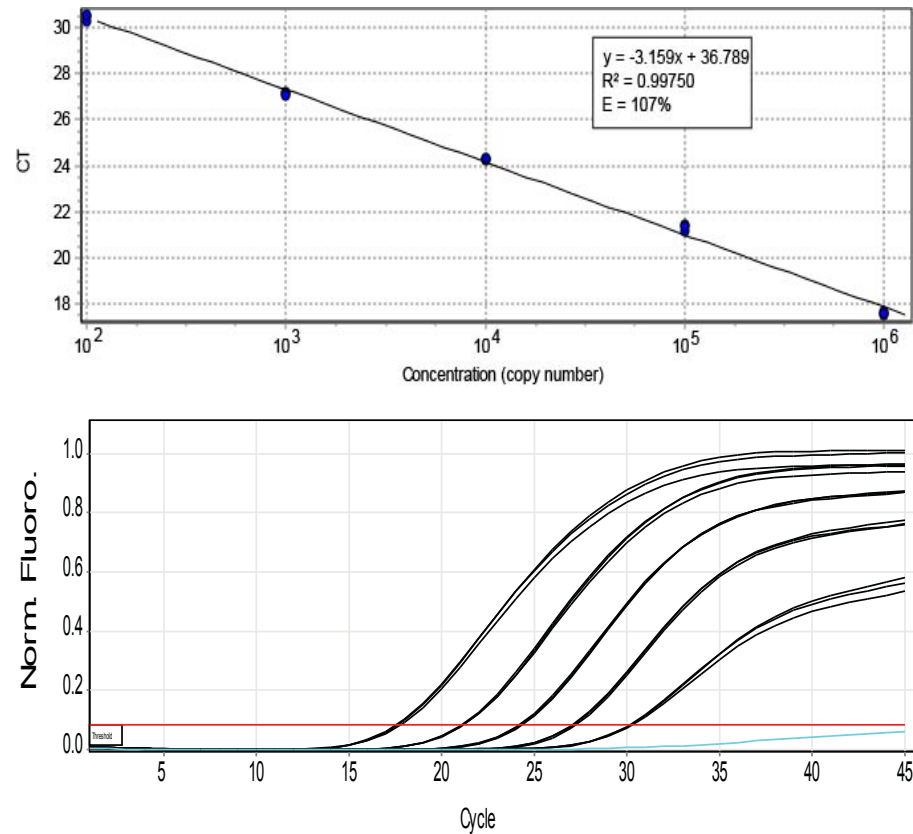 30
28
26
24
22
20
18
CT
y = -3.159x + 36.789
R² = 0.99750
E = 107%
10² 10³ 10⁴ 10⁵ 10⁶
Concentration (copy number)
1.0
0.8
0.6
0.4
0.2
0.0
Norm. Fluoro.
Threshold
5 10 15 20 25 30 35 40 45
Cycle